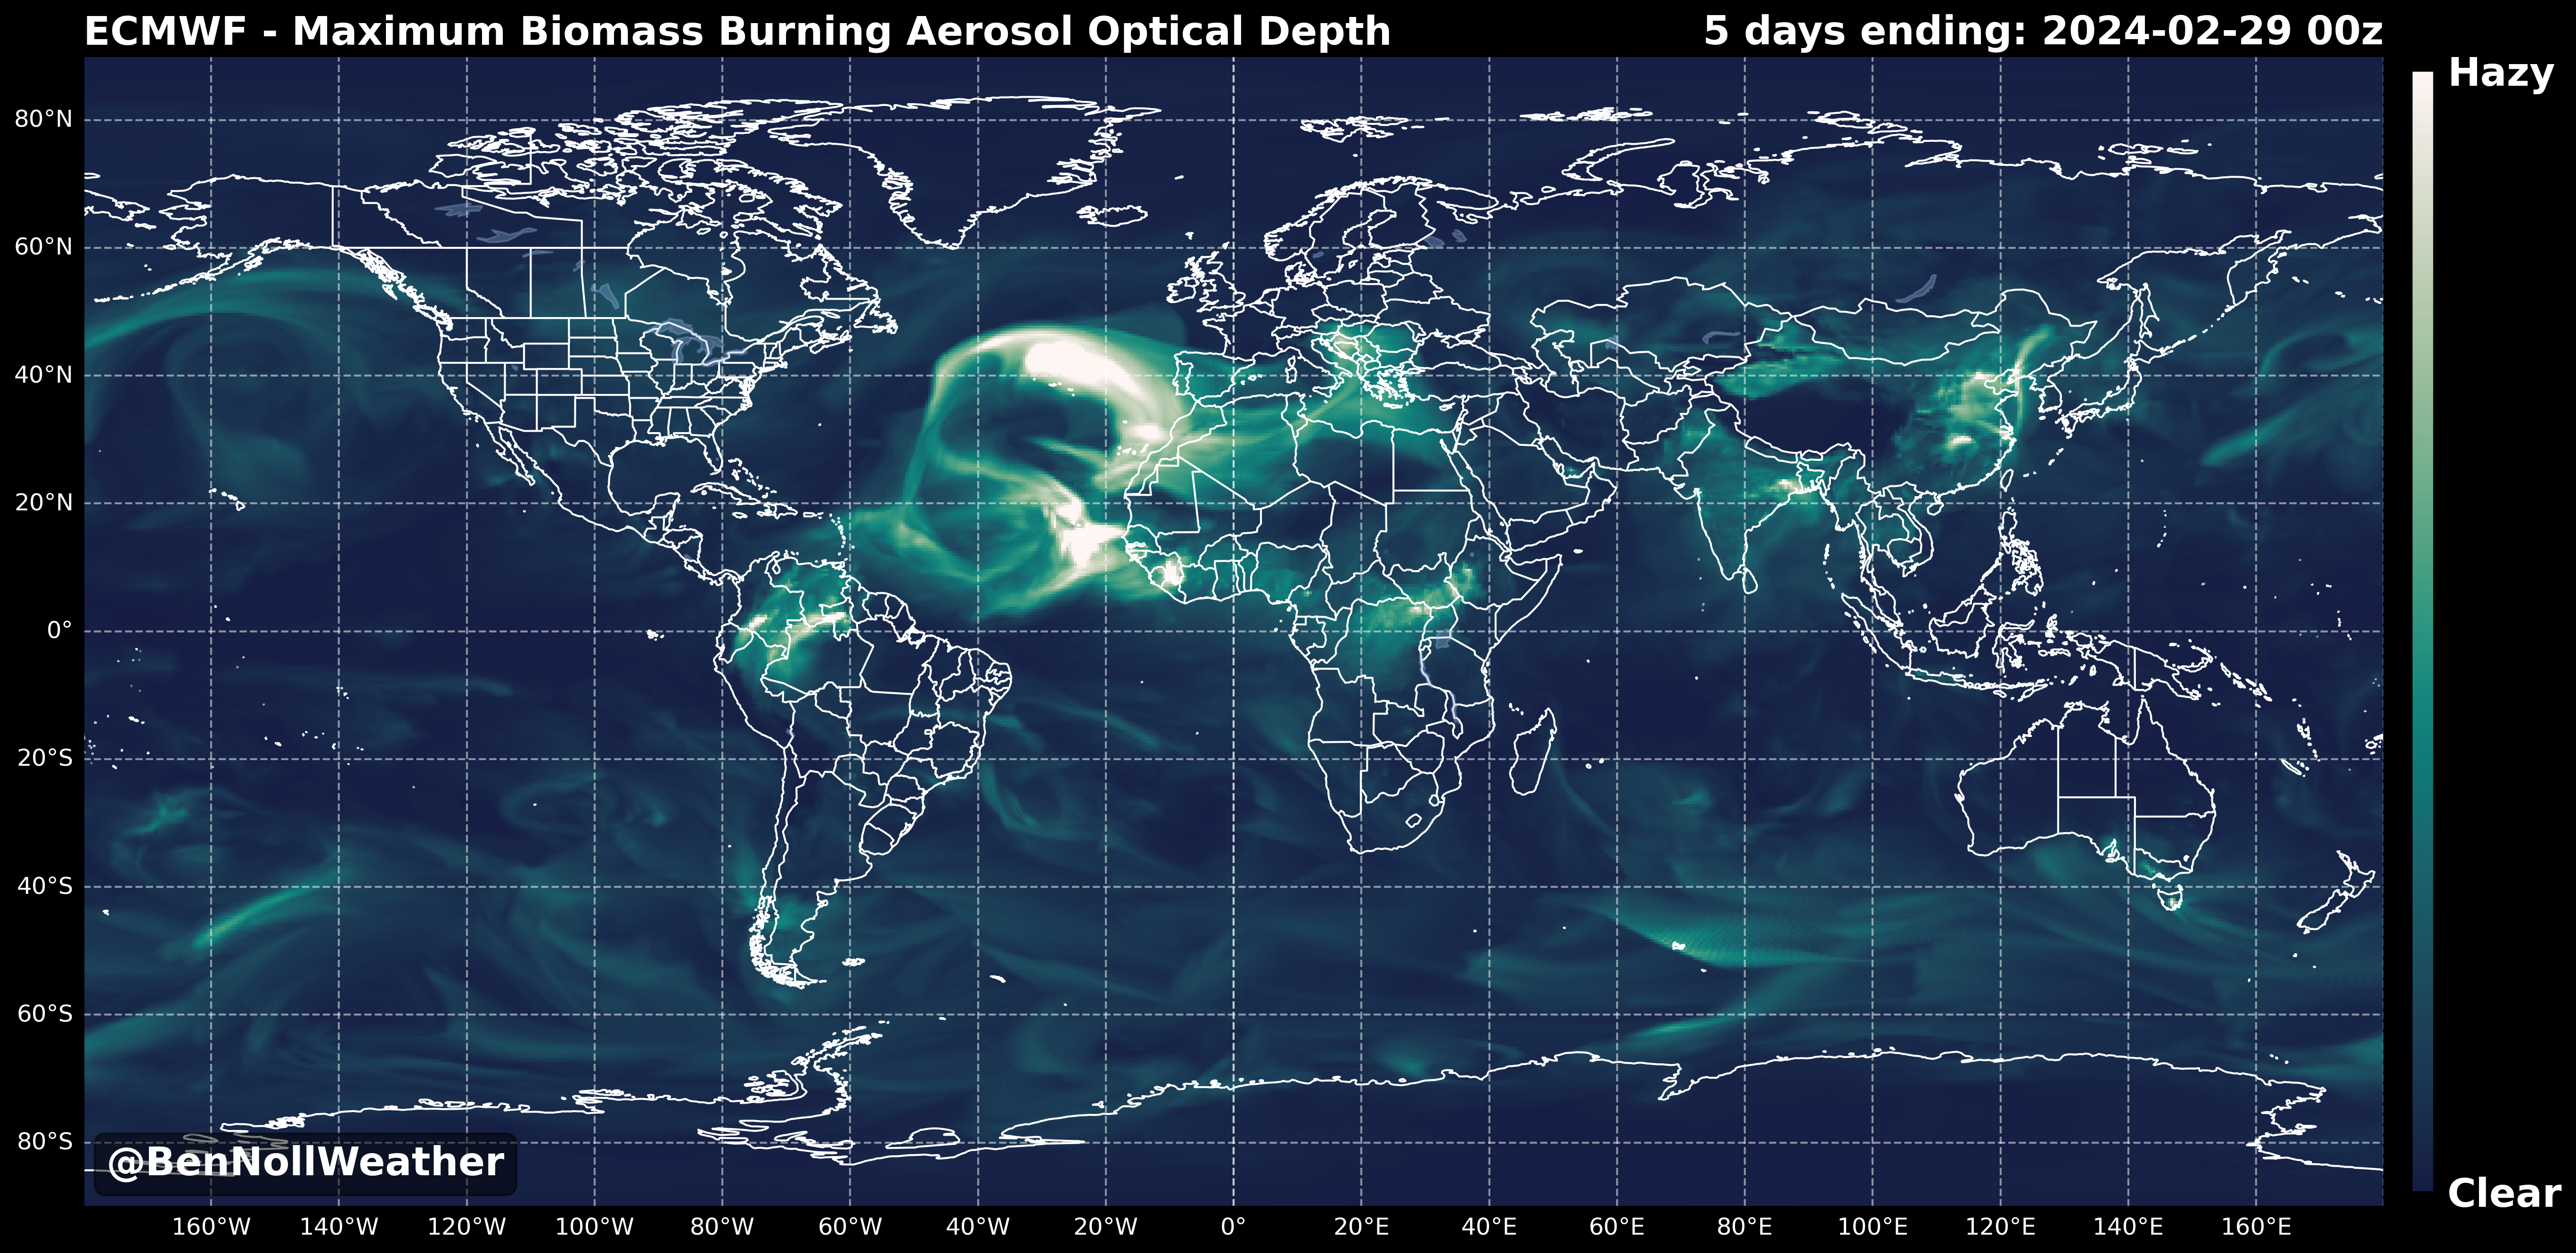 ECMWF - Maximum Biomass Burning Aerosol Optical Depth
5 days ending: 2024-02-29 00z
Hazy
80°N
60°N
40°N
20°N
0°
20°S
40°S
60°S
80°S
@BenNollWeather
Clear
160°W 140°W 120°W 100°W 80°W 60°W 40°W 20°W 0° 20°E 40°E 60°E 80°E 100°E 120°E 140°E 160°E